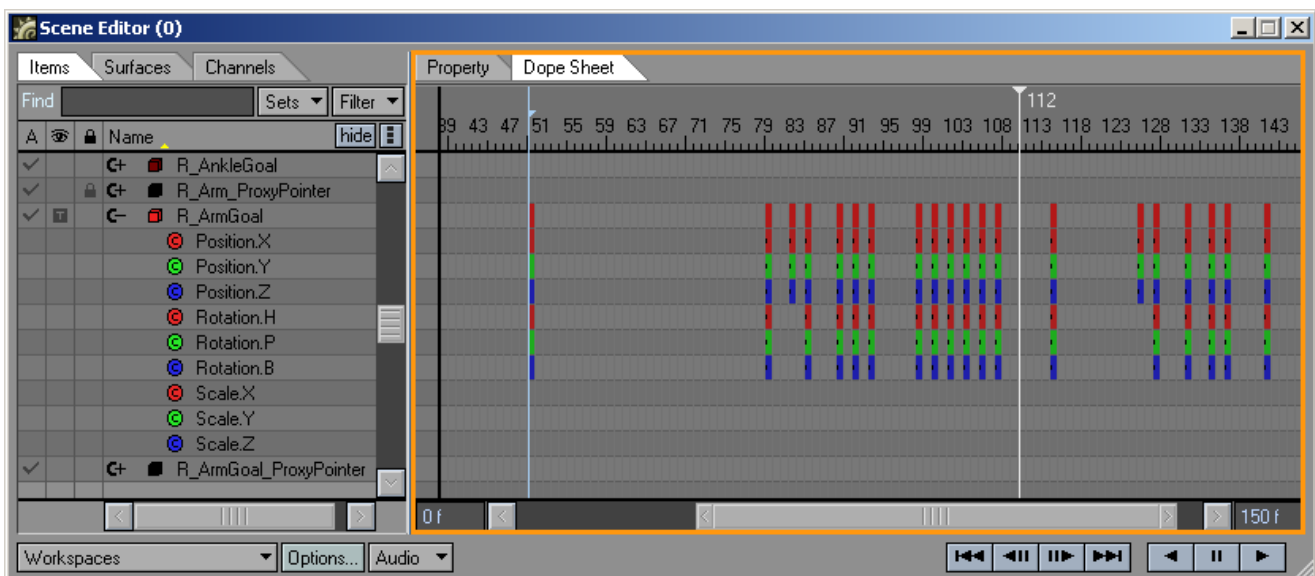 Scene Editor (0)
Items Surfaces Channels Property Dope Sheet
Find Sets Filter
112
A Name hide 39 43 47 51 55 59 63 67 71 75 79 83 87 91 95 99 103 108 113 118 123 128 133 138 143
R_AnkleGoal
R_Arm_ProxyPointer
T R_ArmGoal
C Position.X
C Position.Y
C Position.Z
C Rotation.H
C Rotation.P
C Rotation.B
C Scale.X
C Scale.Y
C Scale.Z
R_ArmGoal_ProxyPointer
0 f 150 f
Workspaces Options... Audio